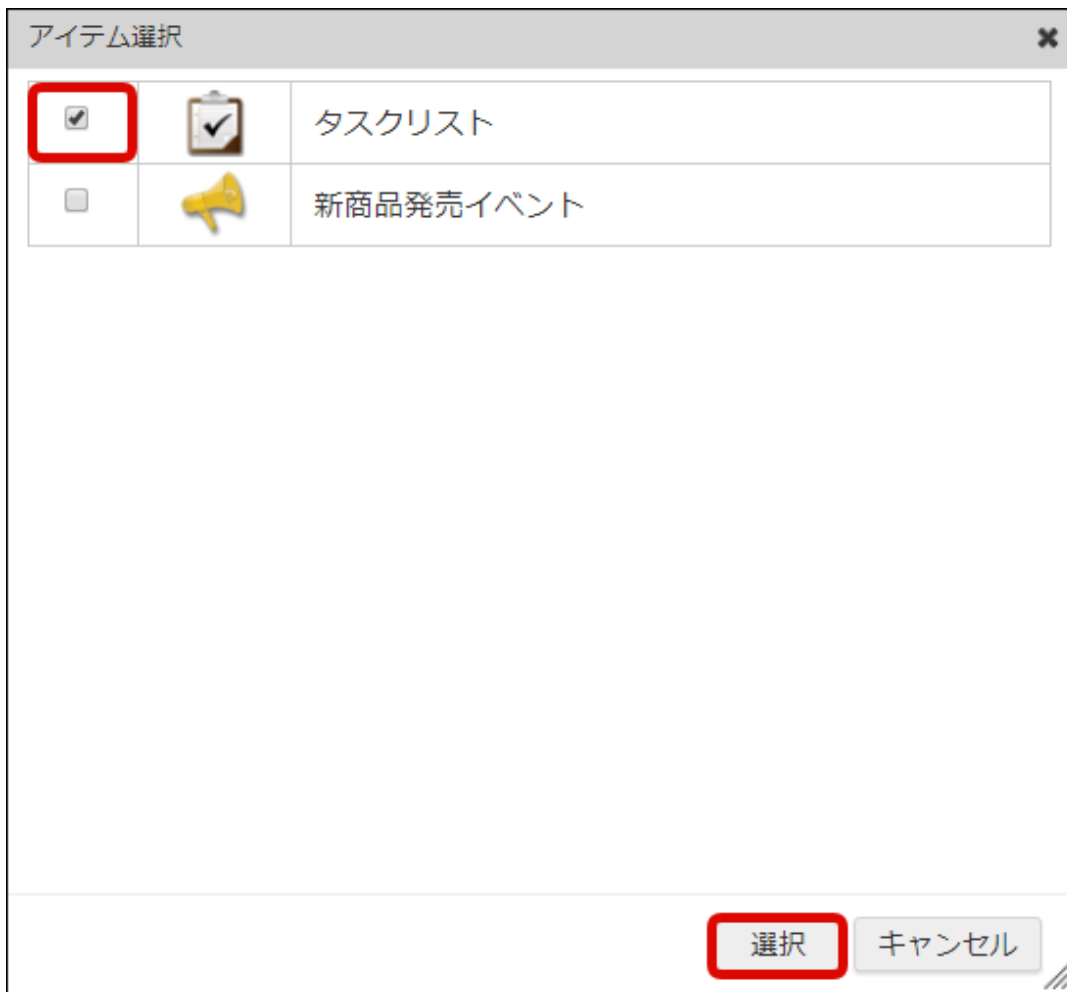 アイテム選択
タスクリスト
新商品発売イベント
選択 キャンセル